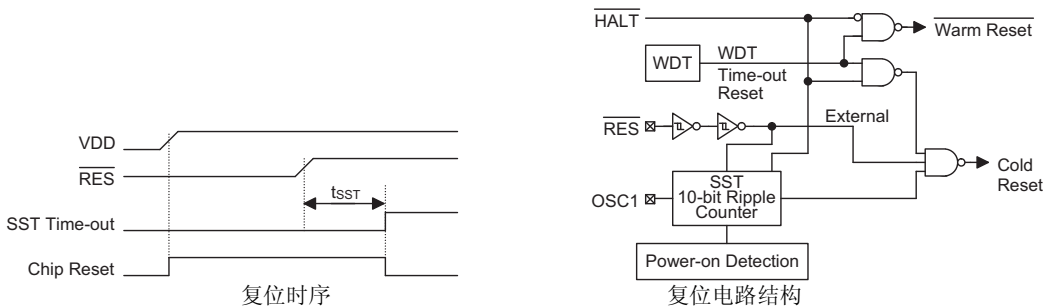 VDD
RES
tSST
SST Time-out
Chip Reset
复位时序
HALT
WDT
WDT
Time-out
Reset
Warm Reset
RES
External
OSC1
SST
10-bit Ripple
Counter
Cold
Reset
Power-on Detection
复位电路结构